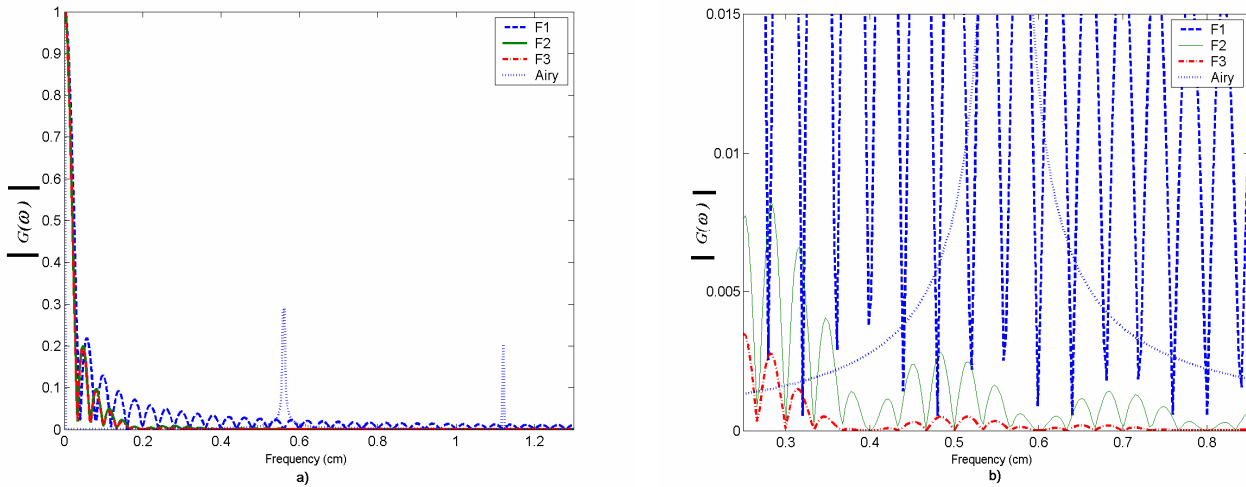 1
0.9
0.8
0.7
0.6
0.5
0.4
0.3
0.2
0.1
0
| G(ω) |
0 0.2 0.4 0.6 0.8 1 1.2
Frequency (cm)
a)
F1
F2
F3
Airy
0.015
0.01
0.005
0
| G(ω) |
0.3 0.4 0.5 0.6 0.7 0.8
Frequency (cm)
b)
F1
F2
F3
Airy